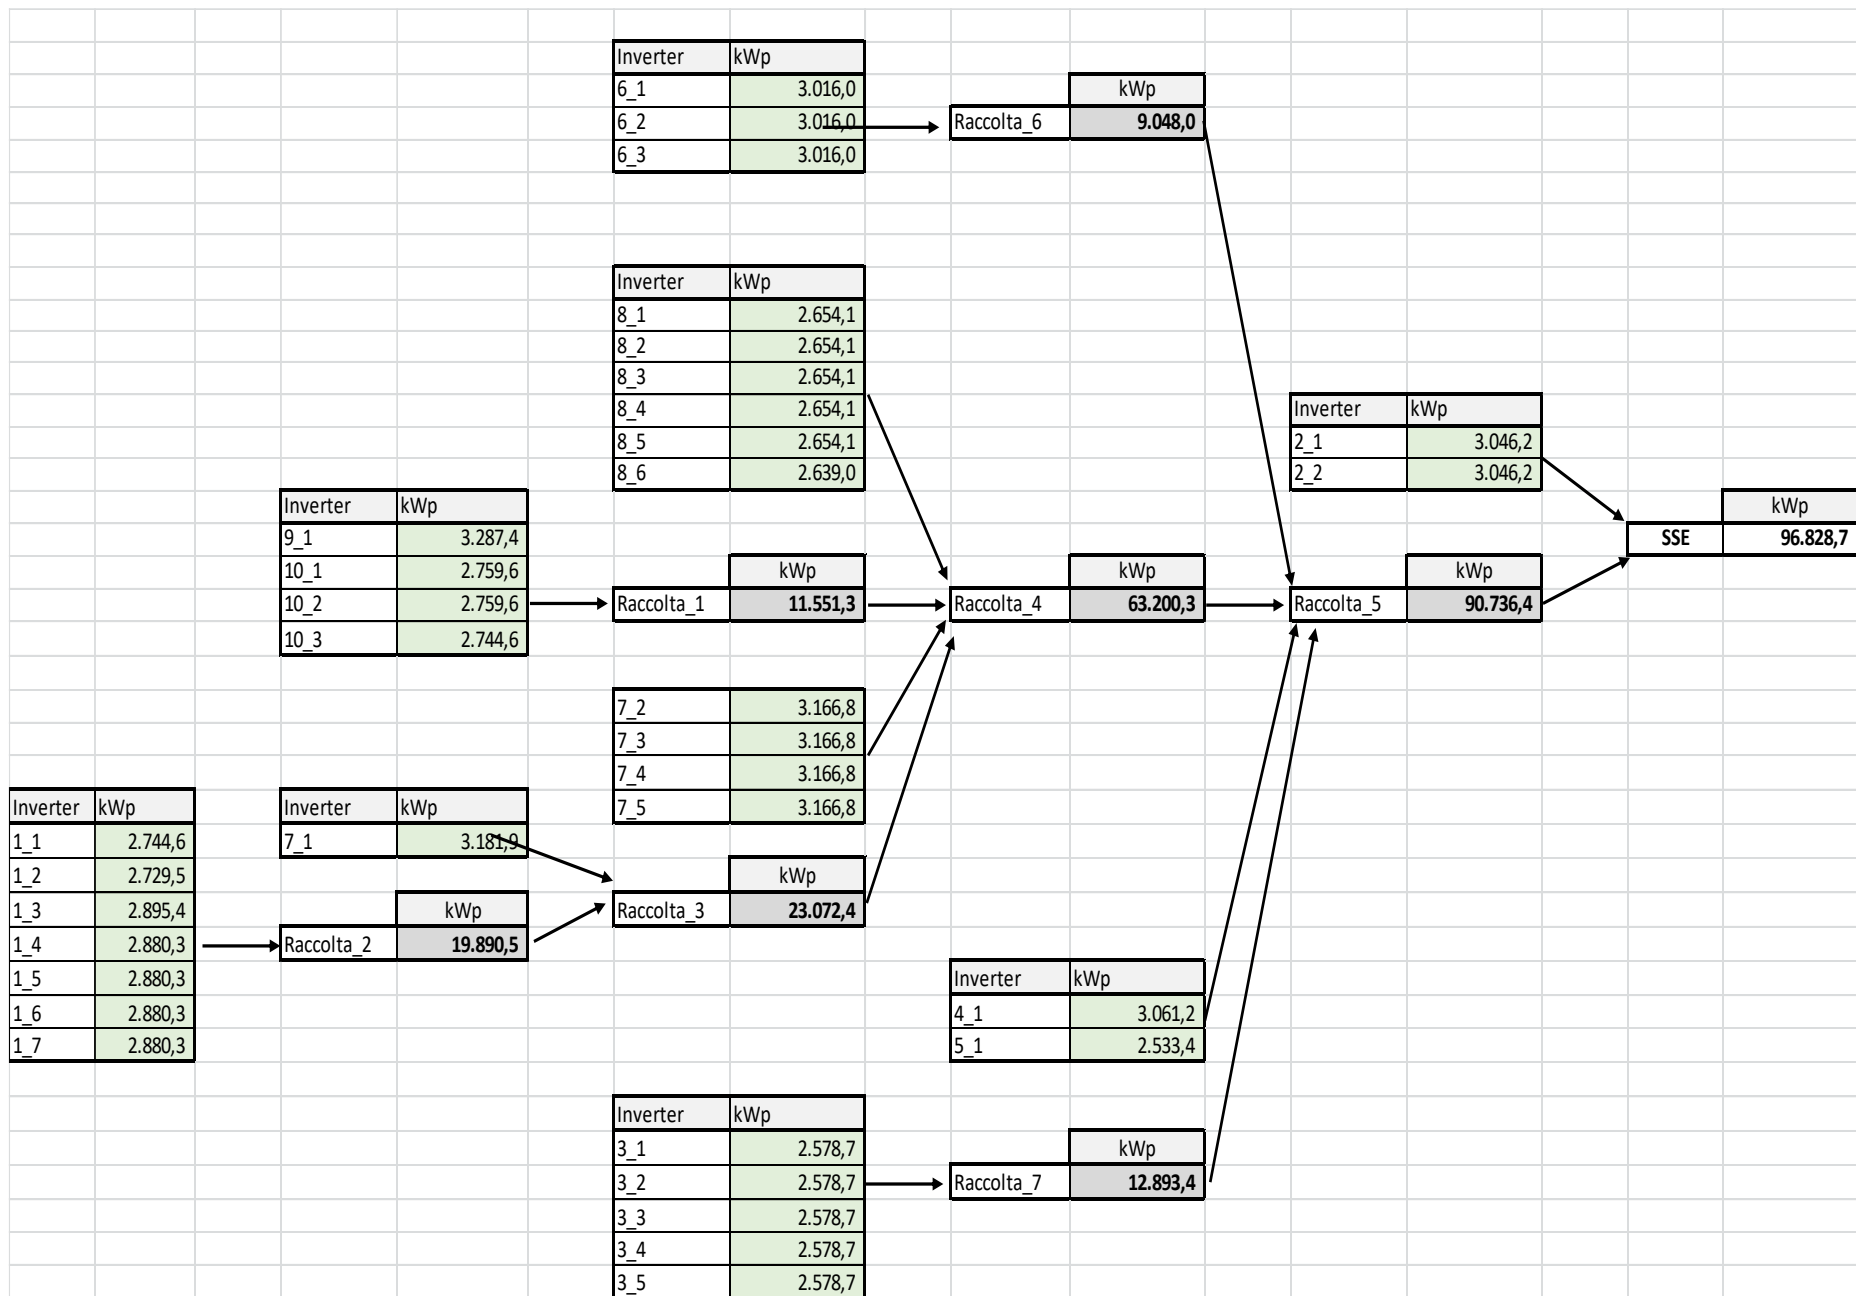 Inverter kWp
6_1 3.016,0
6_2 3.016,0
6_3 3.016,0
kWp
Raccolta_6 9.048,0
Inverter kWp
8_1 2.654,1
8_2 2.654,1
8_3 2.654,1
8_4 2.654,1
8_5 2.654,1
8_6 2.639,0
Inverter kWp
2_1 3.046,2
2_2 3.046,2
kWp
SSE 96.828,7
Inverter kWp
9_1 3.287,4
10_1 2.759,6
10_2 2.759,6
10_3 2.744,6
kWp
Raccolta_1 11.551,3
kWp
Raccolta_4 63.200,3
kWp
Raccolta_5 90.736,4
7_2 3.166,8
7_3 3.166,8
7_4 3.166,8
7_5 3.166,8
Inverter kWp
1_1 2.744,6
1_2 2.729,5
1_3 2.895,4
1_4 2.880,3
1_5 2.880,3
1_6 2.880,3
1_7 2.880,3
Inverter kWp
7_1 3.181,9
kWp
Raccolta_2 19.890,5
kWp
Raccolta_3 23.072,4
Inverter kWp
4_1 3.061,2
5_1 2.533,4
Inverter kWp
3_1 2.578,7
3_2 2.578,7
3_3 2.578,7
3_4 2.578,7
3_5 2.578,7
kWp
Raccolta_7 12.893,4